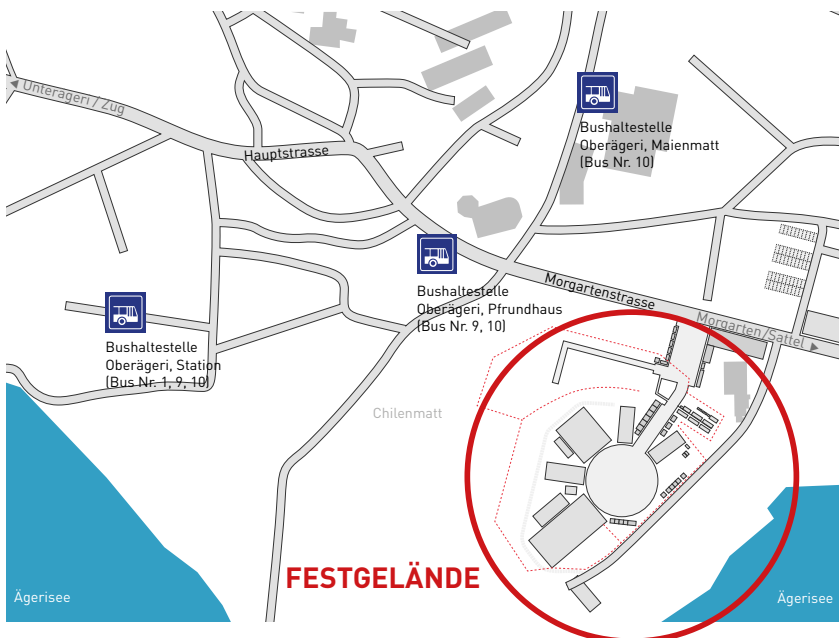 Unterägeri / Zug
Hauptstrasse
Bushaltestelle
Oberägeri, Maienmatt
(Bus Nr. 10)
Bushaltestelle
Oberägeri, Pfrundhaus
(Bus Nr. 9, 10)
Morgartenstrasse
Morgarten/Sattel
Bushaltestelle
Oberägeri, Station
(Bus Nr. 1, 9, 10)
Chilenmatt
FESTGELÄNDE
Ägerisee
Ägerisee